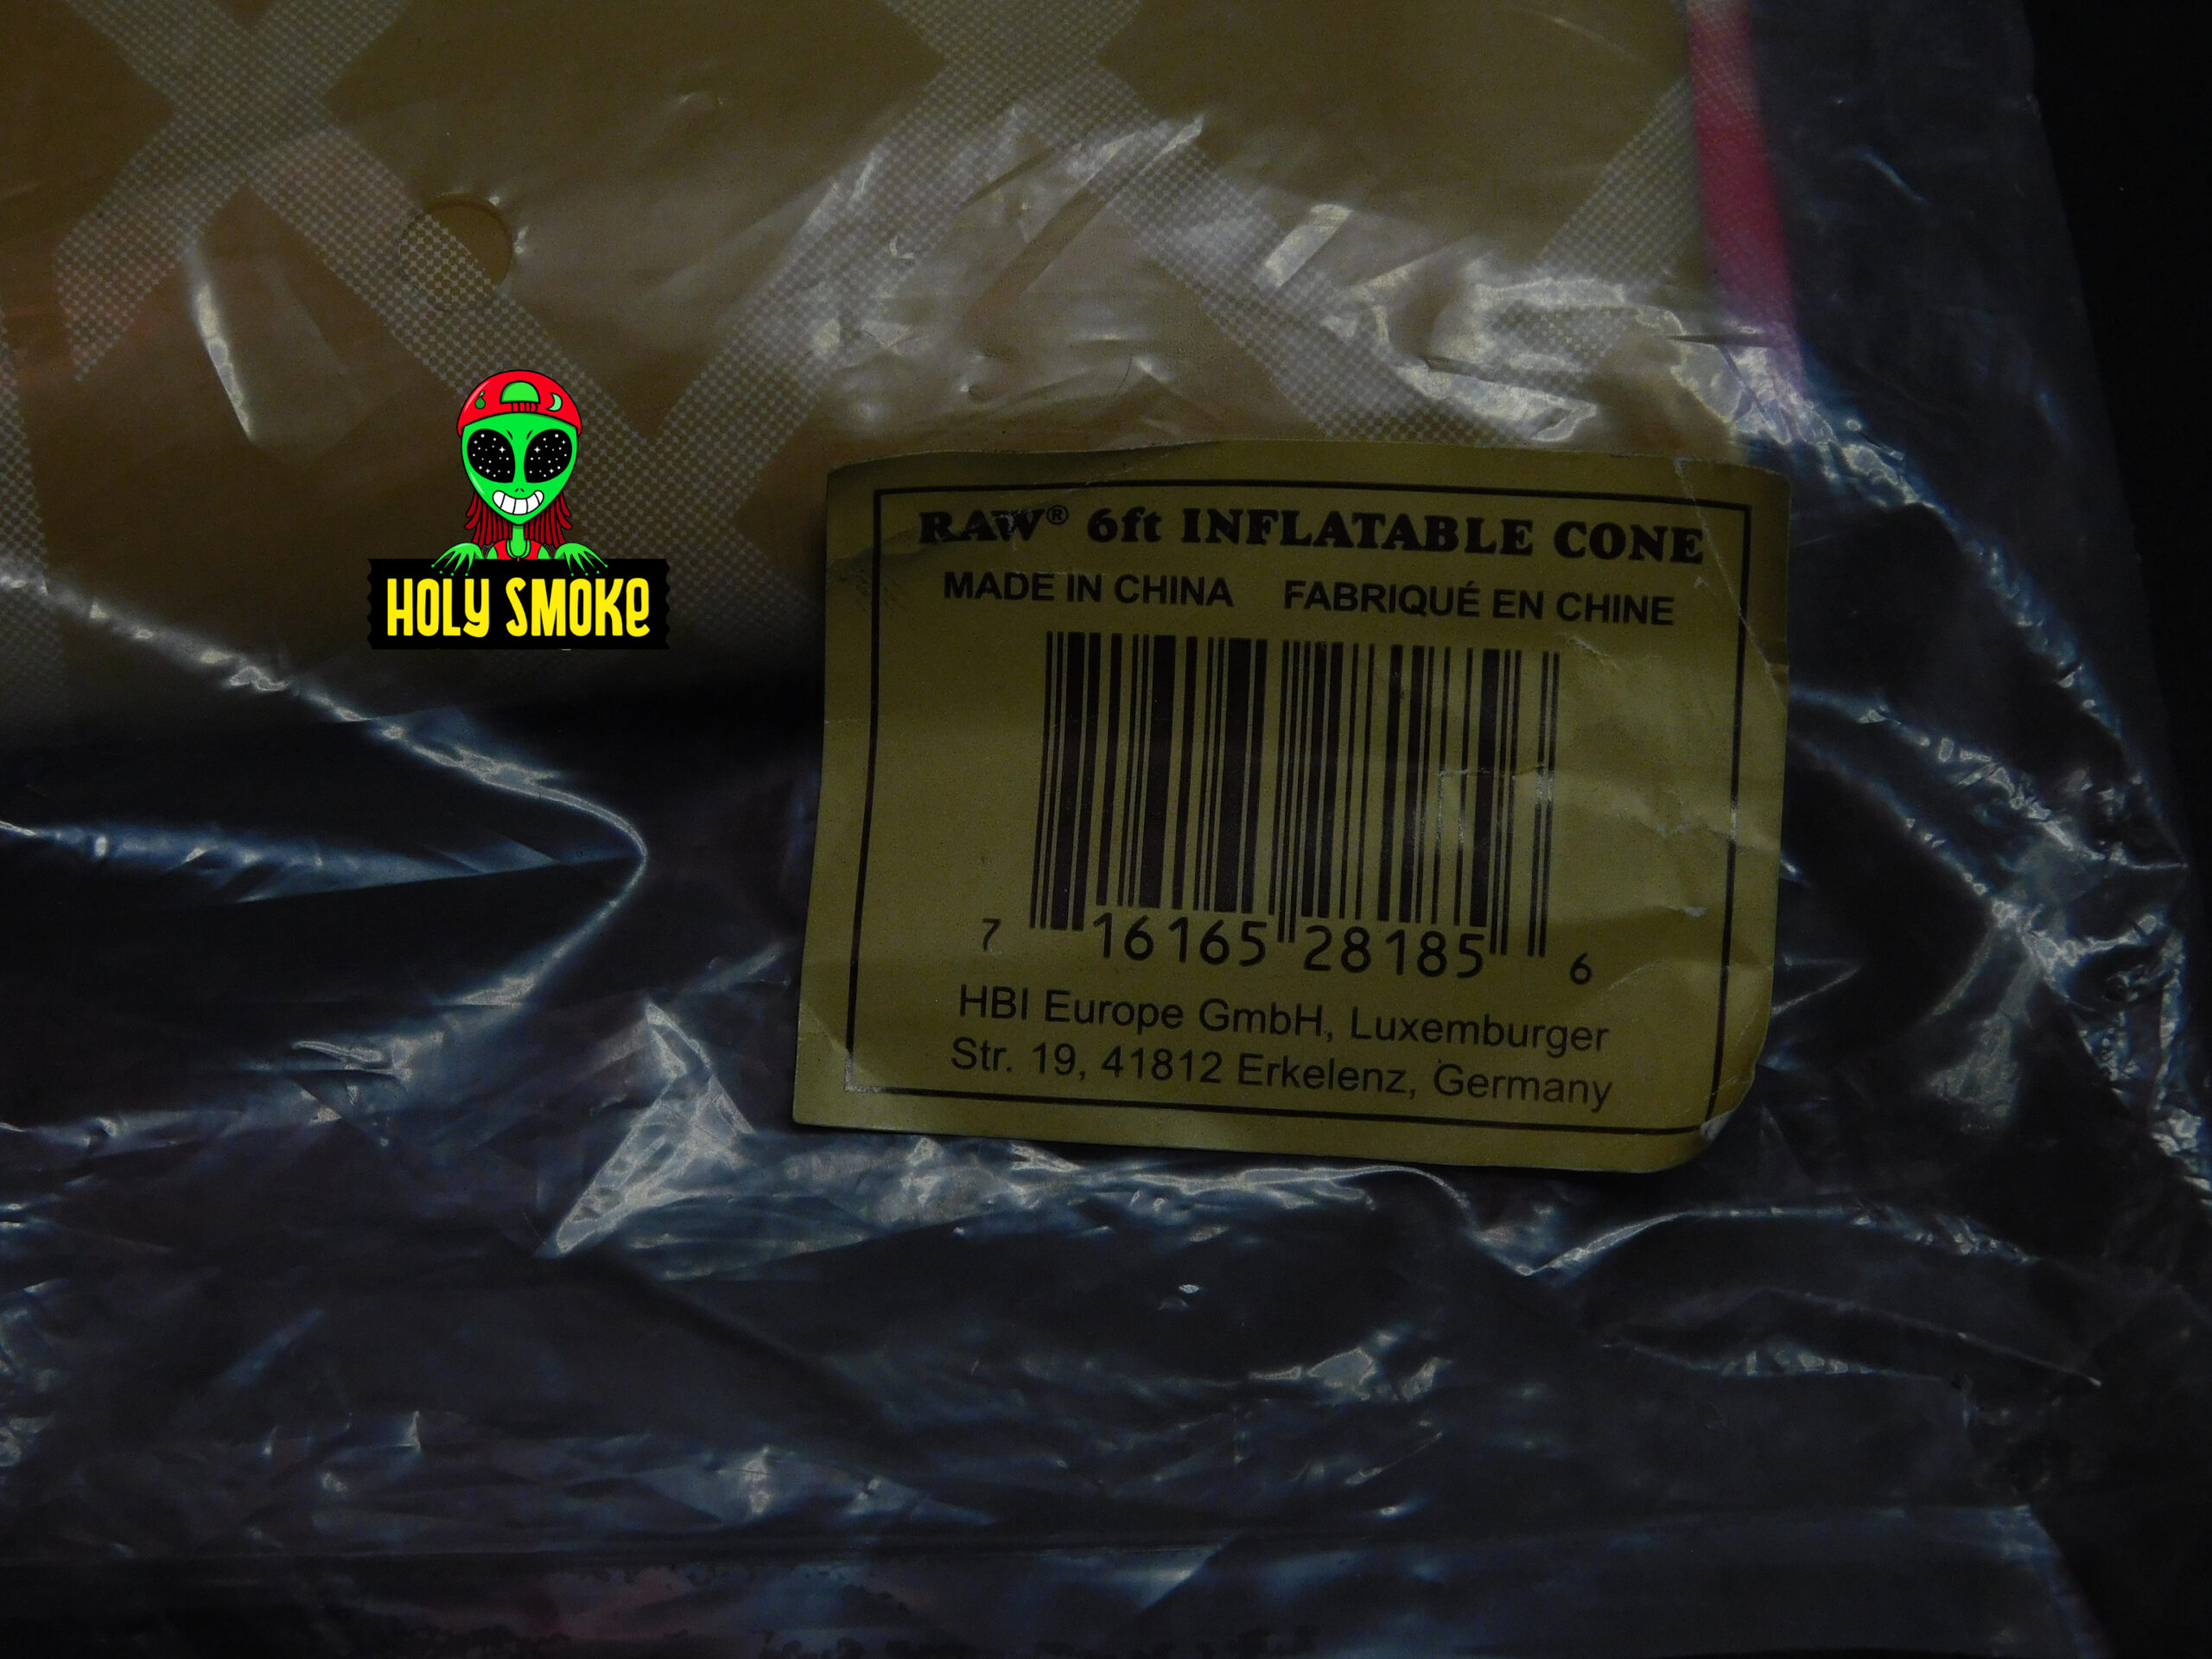 HOLY SMOKE
RAW® 6ft INFLATABLE CONE
MADE IN CHINA FABRIQUÉ EN CHINE
7 16165 28185 6
HBI Europe GmbH, Luxemburger
Str. 19, 41812 Erkelenz, Germany